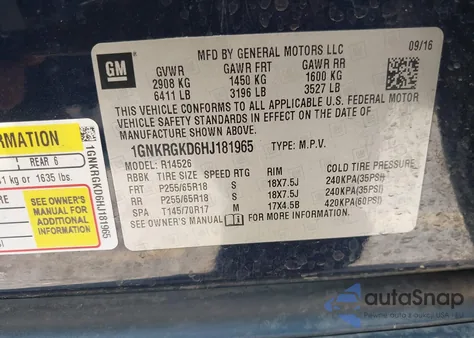 GM
MFD BY GENERAL MOTORS LLC
09/16
GVWR GAWR FRT GAWR RR
2908 KG 1450 KG 1600 KG
6411 LB 3196 LB 3527 LB
THIS VEHICLE CONFORMS TO ALL APPLICABLE U.S. FEDERAL MOTOR
VEHICLE SAFETY STANDARDS IN EFFECT ON THE DATE OF
MANUFACTURE SHOWN ABOVE.
1GNKRGKD6HJ181965 TYPE: M.P.V.
MODEL: R14526
RBBK TIRE SIZE SPEED RTG RIM COLD TIRE PRESSURE
FRT P255/65R18 S 18X7.5J 240KPA(35PSI)
RR P255/65R18 S 18X7.5J 240KPA(35PSI)
SPA T145/70R17 M 17X4.5B 420KPA(60PSI)
SEE OWNER'S MANUAL FOR MORE INFORMATION.
ORMATION
REAR 6
1 kg or 1635 lbs.
SEE OWNER'S
MANUAL FOR
ADDITIONAL
INFORMATION
1GNKRGKD6HJ181965
autoSnap